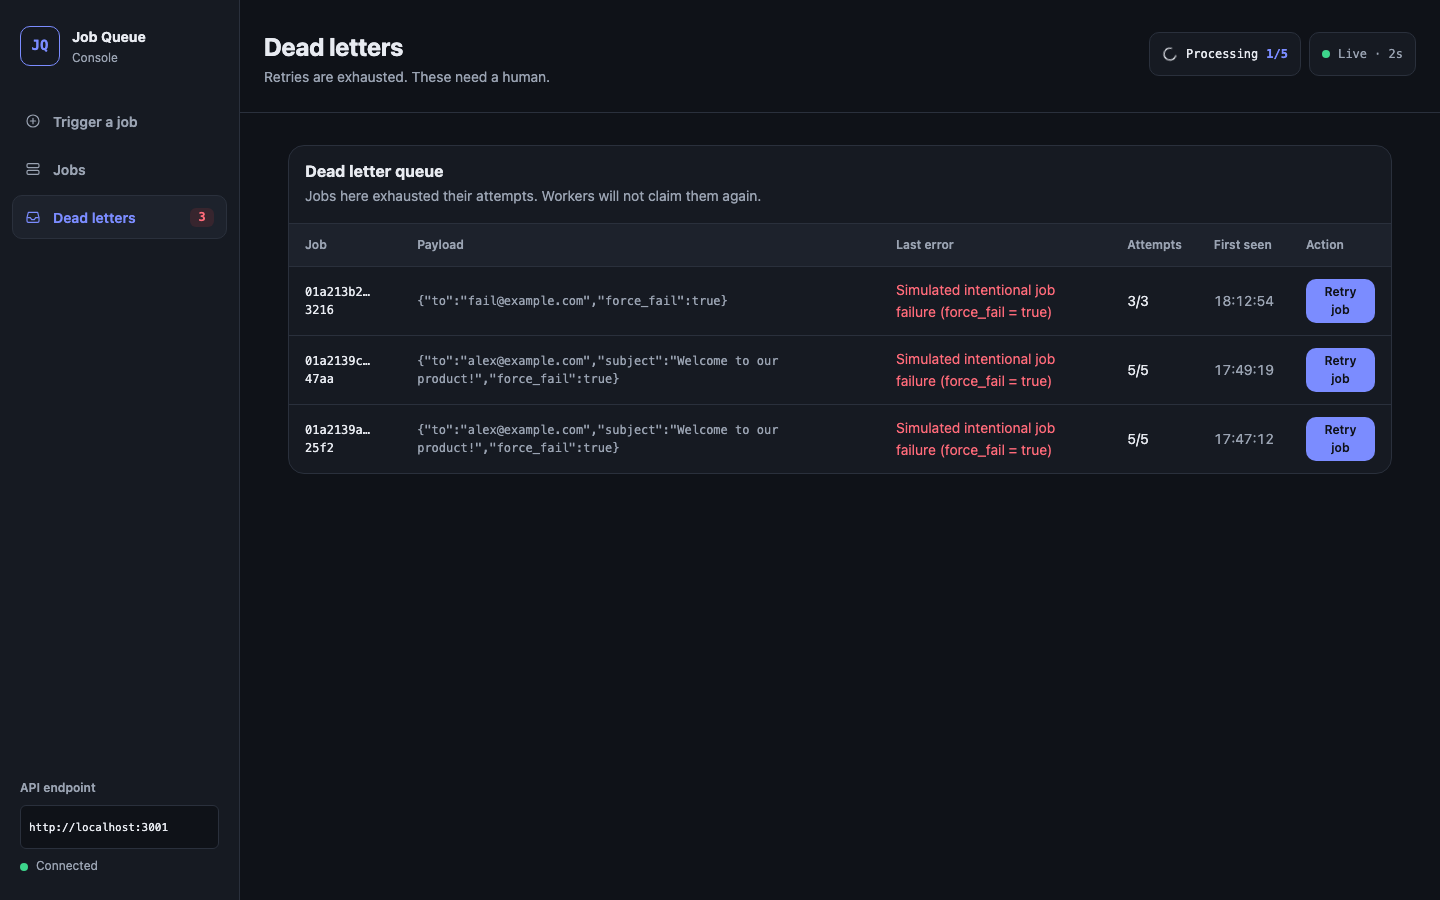 JQ
Job Queue
Console
Trigger a job
Jobs
Dead letters 3
API endpoint
http://localhost:3001
Connected
Dead letters
Retries are exhausted. These need a human.
Processing 1/5
Live · 2s
Dead letter queue
Jobs here exhausted their attempts. Workers will not claim them again.
Job Payload Last error Attempts First seen Action
01a213b2…
3216
{"to":"fail@example.com","force_fail":true}
Simulated intentional job
failure (force_fail = true)
3/3
18:12:54
Retry
job
01a2139c…
47aa
{"to":"alex@example.com","subject":"Welcome to our
product!","force_fail":true}
Simulated intentional job
failure (force_fail = true)
5/5
17:49:19
Retry
job
01a2139a…
25f2
{"to":"alex@example.com","subject":"Welcome to our
product!","force_fail":true}
Simulated intentional job
failure (force_fail = true)
5/5
17:47:12
Retry
job